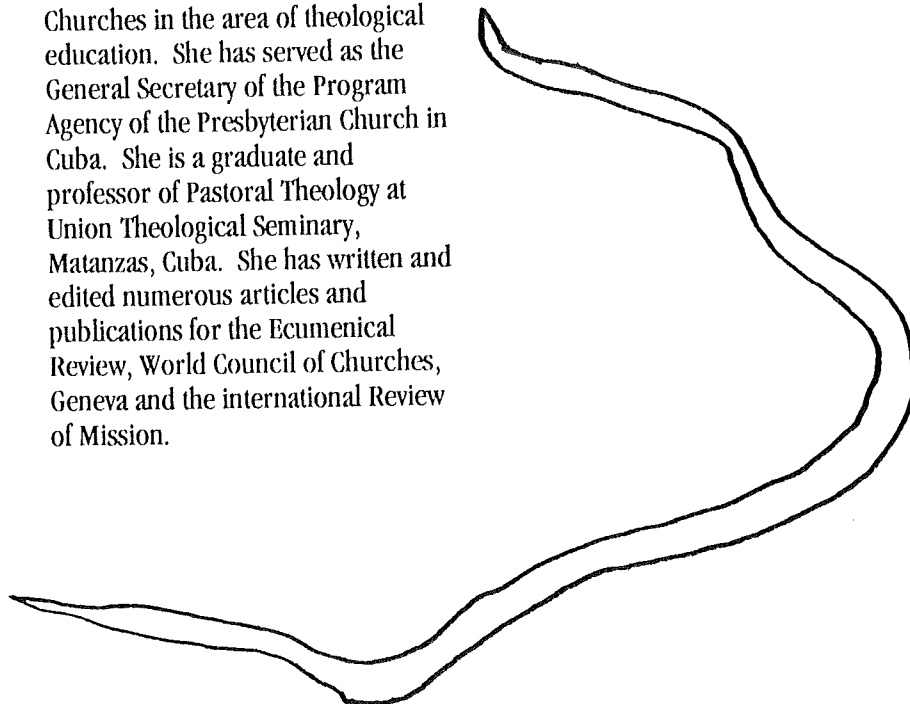 Churches in the area of theological
education.  She has served as the
General Secretary of the Program
Agency of the Presbyterian Church in
Cuba.  She is a graduate and
professor of Pastoral Theology at
Union Theological Seminary,
Matanzas, Cuba.  She has written and
edited numerous articles and
publications for the Ecumenical
Review, World Council of Churches,
Geneva and the international Review
of Mission.